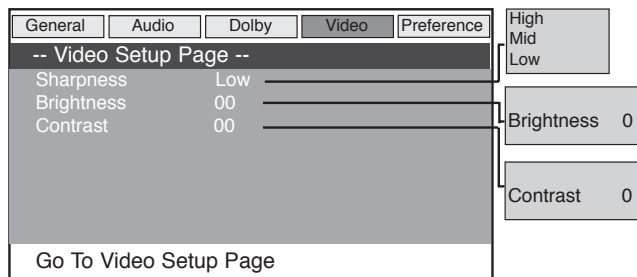 General Audio Dolby Video Preference
-- Video Setup Page --
Sharpness Low
Brightness 00
Contrast 00
Go To Video Setup Page
High
Mid
Low
Brightness 0
Contrast 0